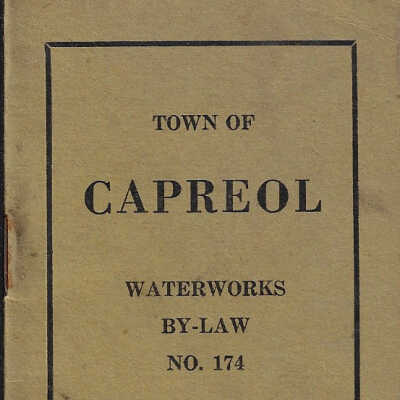 TOWN OF
CAPREOL
WATERWORKS
BY-LAW
NO. 174